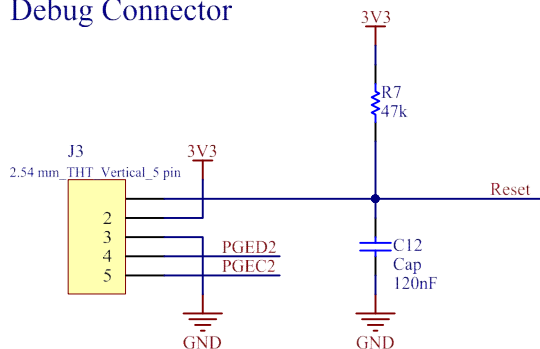 Debug Connector
3V3
R7
47k
J3
3V3
2.54 mm_THT_Vertical_5 pin
Reset
2
3
4
5
PGED2
PGEC2
C12
Cap
120nF
GND
GND